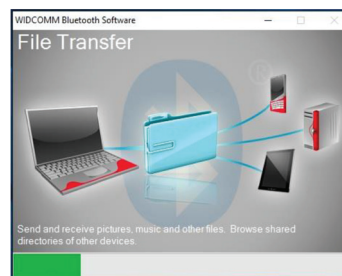 WIDCOMM Bluetooth Software
File Transfer
Send and receive pictures, music and other files. Browse shared
directories of other devices.